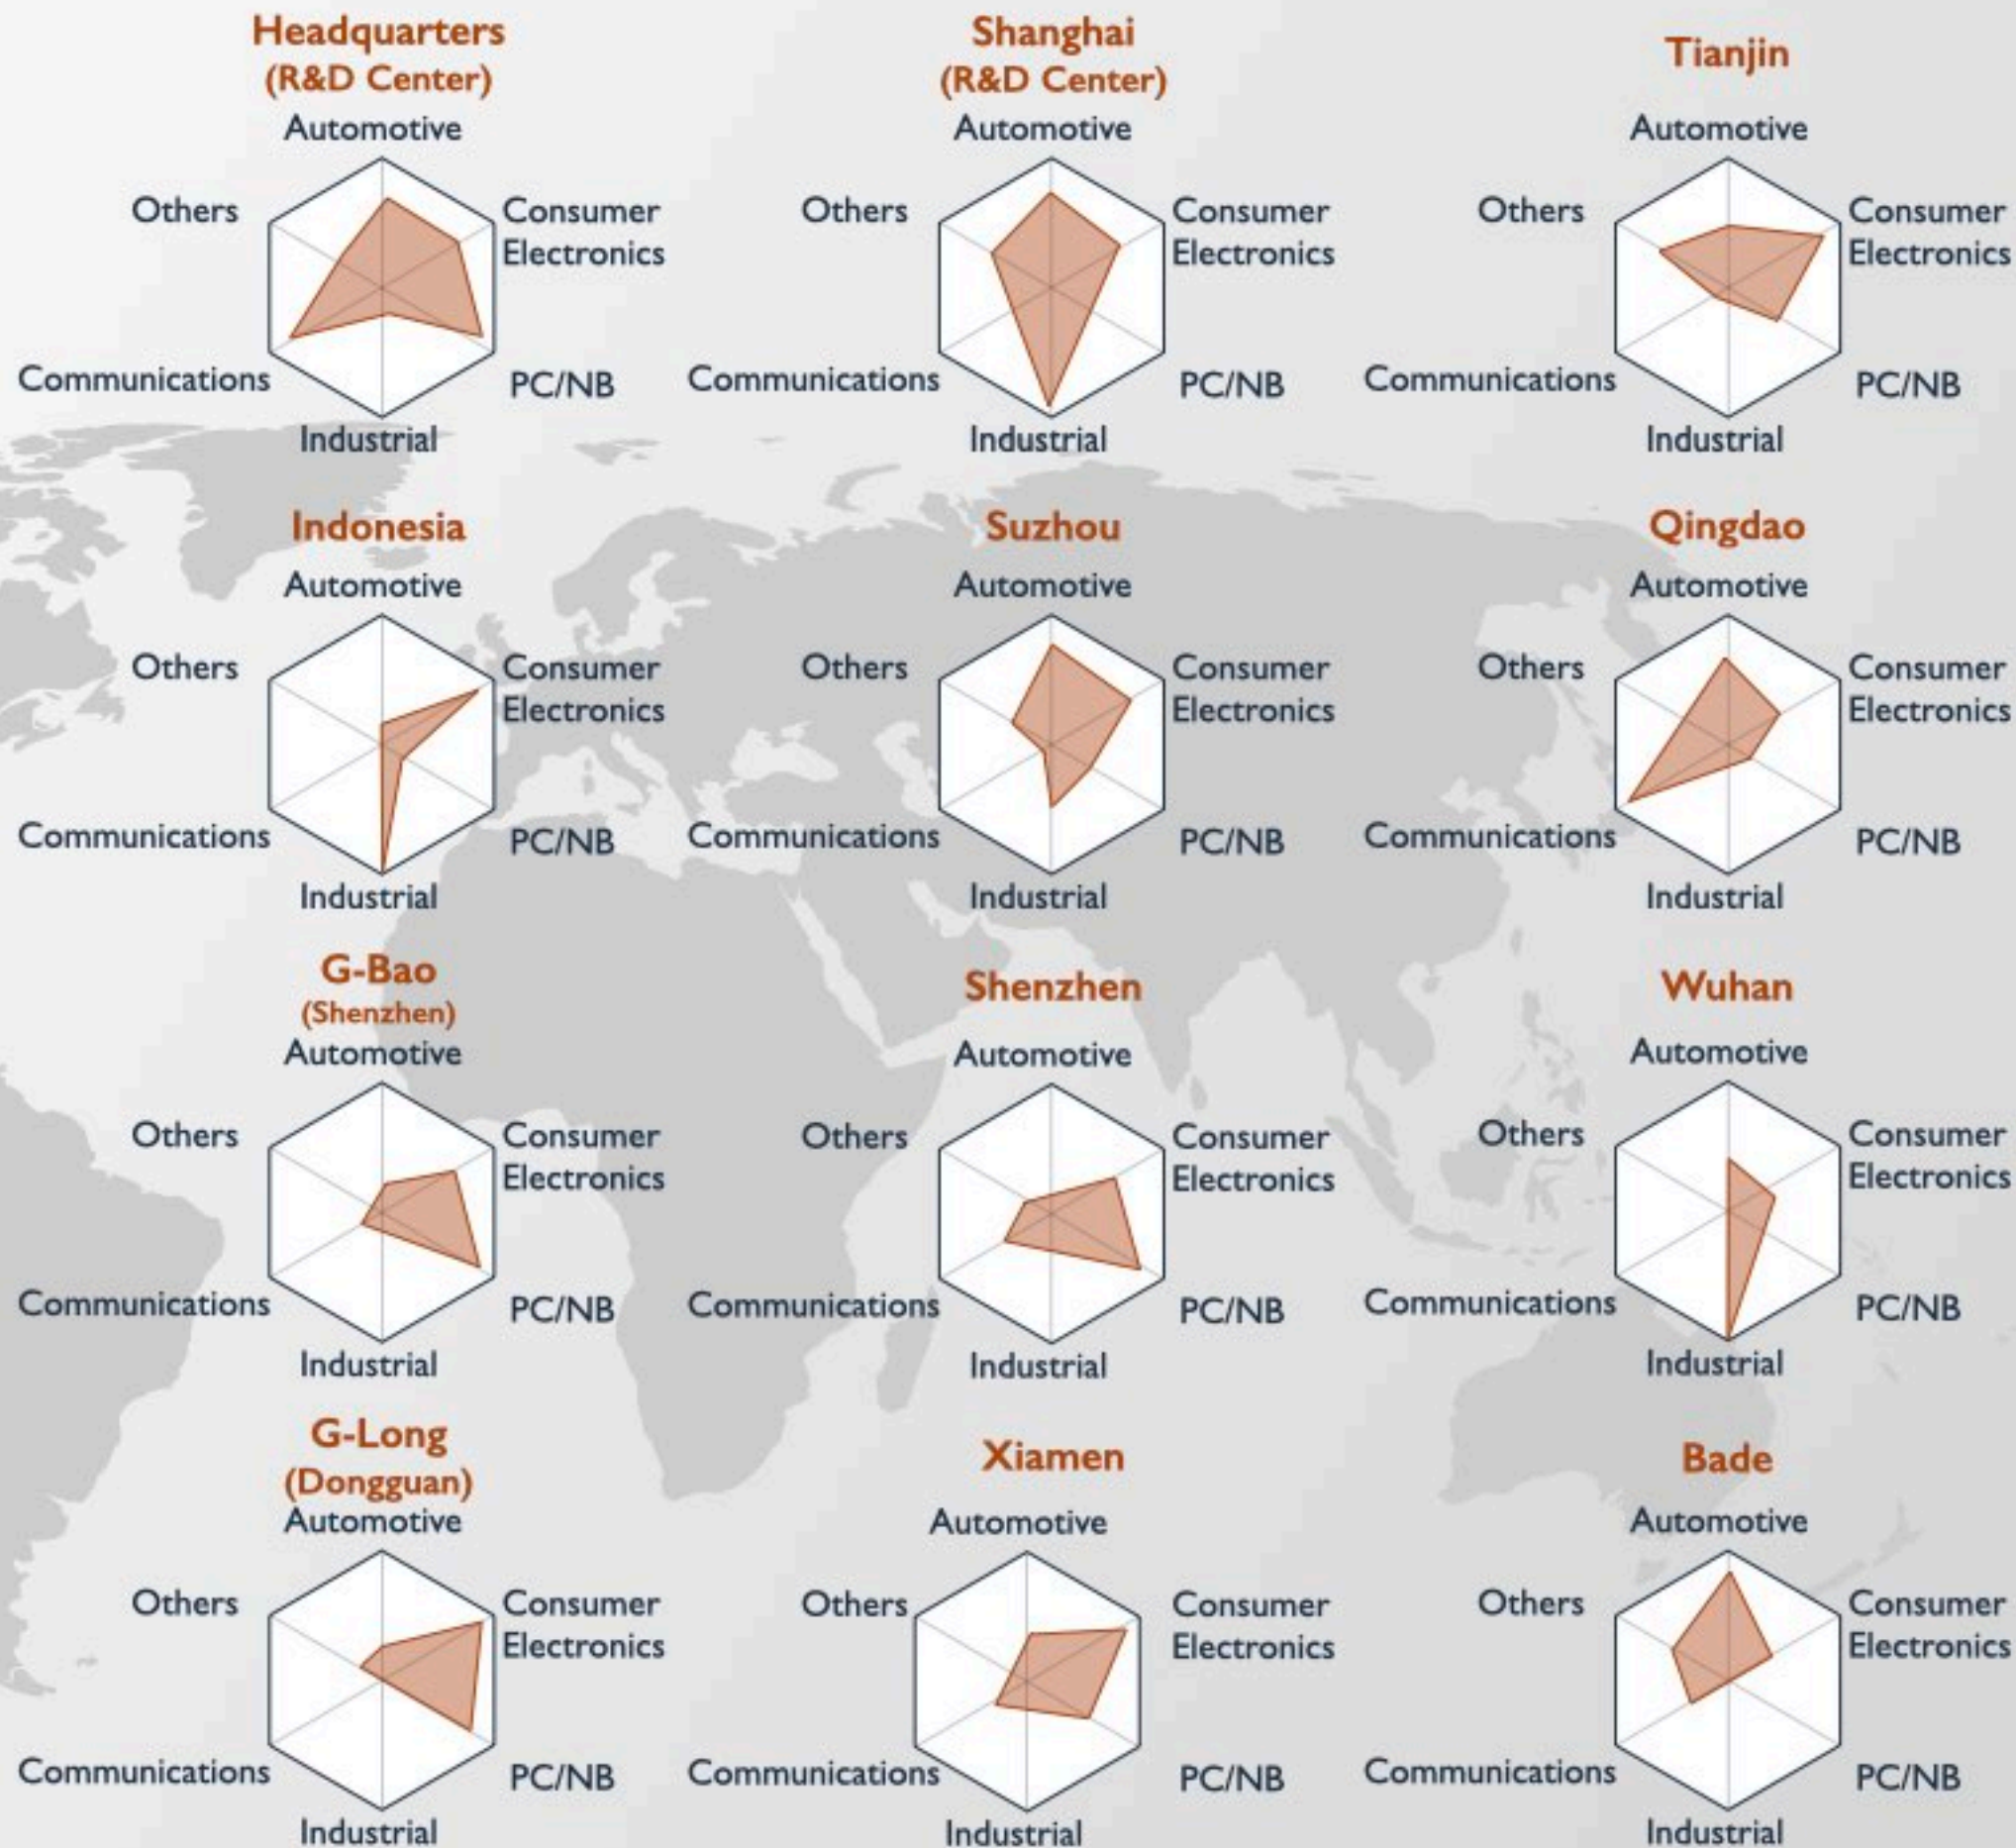 Headquarters
(R&D Center)
Automotive
Others
Consumer
Electronics
Communications
PC/NB
Industrial
Shanghai
(R&D Center)
Automotive
Others
Consumer
Electronics
Communications
PC/NB
Industrial
Tianjin
Automotive
Others
Consumer
Electronics
Communications
PC/NB
Industrial
Indonesia
Automotive
Others
Consumer
Electronics
Communications
PC/NB
Industrial
Suzhou
Automotive
Others
Consumer
Electronics
Communications
PC/NB
Industrial
Qingdao
Automotive
Others
Consumer
Electronics
Communications
PC/NB
Industrial
G-Bao
(Shenzhen)
Automotive
Others
Consumer
Electronics
Communications
PC/NB
Industrial
Shenzhen
Automotive
Others
Consumer
Electronics
Communications
PC/NB
Industrial
Wuhan
Automotive
Others
Consumer
Electronics
Communications
PC/NB
Industrial
G-Long
(Dongguan)
Automotive
Others
Consumer
Electronics
Communications
PC/NB
Industrial
Xiamen
Automotive
Others
Consumer
Electronics
Communications
PC/NB
Industrial
Bade
Automotive
Others
Consumer
Electronics
Communications
PC/NB
Industrial